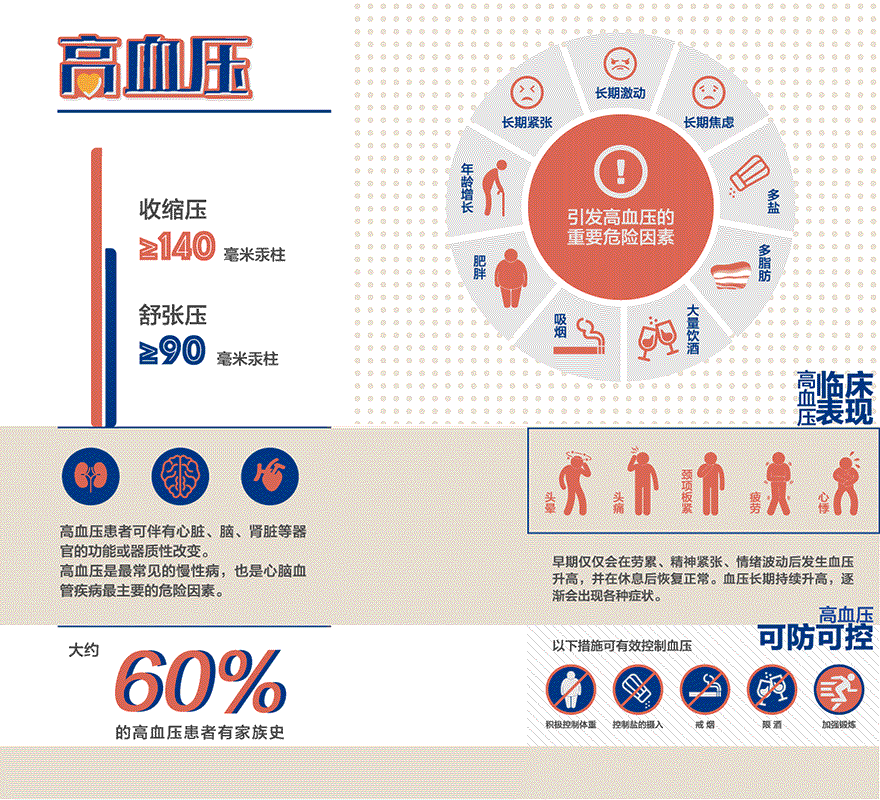 高血压
收缩压
≥140 毫米汞柱
舒张压
≥90 毫米汞柱
长期紧张
长期激动
长期焦虑
多盐
多脂肪
大量饮酒
吸烟
肥胖
年龄增长
引发高血压的
重要危险因素
高血压患者可伴有心脏、脑、肾脏等器
官的功能或器质性改变。
高血压是最常见的慢性病，也是心脑血
管疾病最主要的危险因素。
大约
60%
的高血压患者有家族史
高血压
临床
表现
头晕
头痛
颈项板紧
疲劳
心悸
早期仅仅会在劳累、精神紧张、情绪波动后发生血压
升高，并在休息后恢复正常。血压长期持续升高，逐
渐会出现各种症状。
高血压
可防可控
以下措施可有效控制血压
积极控制体重
控制盐的摄入
戒烟
限酒
加强锻炼